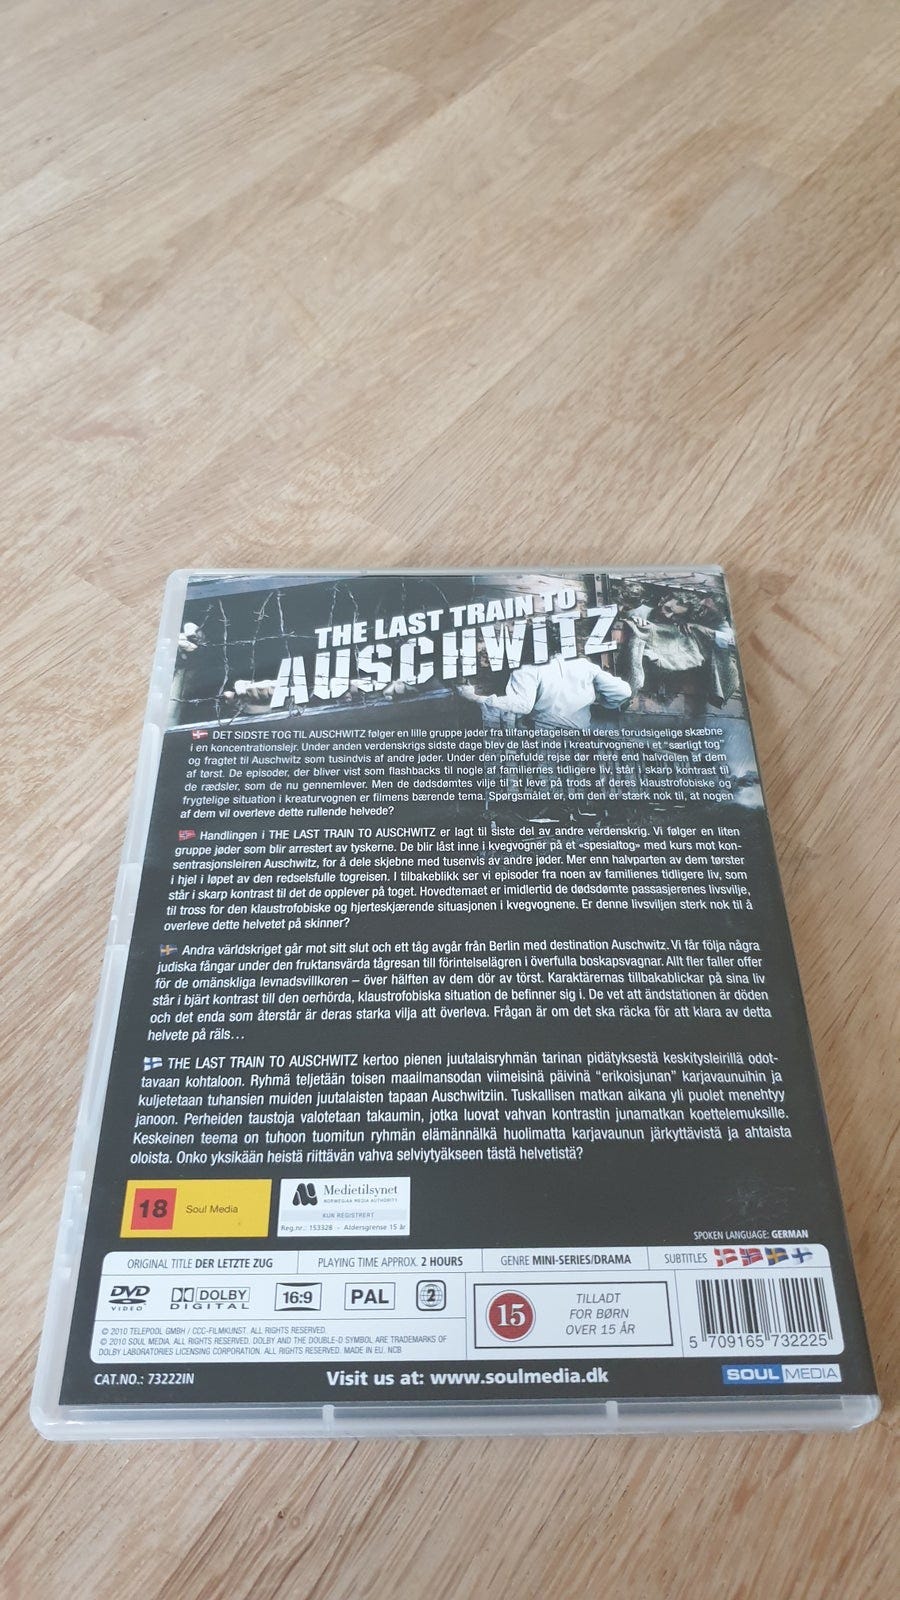 THE LAST TRAIN TO
AUSCHWITZ
DET SIDSTE TOG TIL AUSCHWITZ følger en lille gruppe jøder fra tilfangetagelsen til deres forudsigelige skæbne
i en koncentrationslejr. Under anden verdenskrigs sidste dage blev de låst inde i kreaturvognene i et "særligt tog"
og fragtet til Auschwitz som tusindvis af andre jøder. Under den pinefulde rejse dør mere end halvdelen af dem
af tørst. De episoder, der bliver vist som flashbacks til nogle af familiernes tidligere liv, står i skarp kontrast til
de rædsler, som de nu gennemlever. Men de dødsdømtes vilje til at leve på trods af deres klaustrofobiske og
frygtelige situation i kreaturvognen er filmens bærende tema. Spørgsmålet er, om den er stærk nok til, at nogen
af dem vil overleve dette rullende helvede?
Handlingen i THE LAST TRAIN TO AUSCHWITZ er lagt til siste del av andre verdenskrig. Vi følger en liten
gruppe jøder som blir arrestert av tyskerne. De blir låst inne i kvegvogner på et «spesialtog» med kurs mot kon-
sentrasjonsleiren Auschwitz, for å dele skjebne med tusenvis av andre jøder. Mer enn halvparten av dem tørster
i hjel i løpet av den redselsfulle togreisen. I tilbakeblikk ser vi episoder fra noen av familienes tidligere liv, som
står i skarp kontrast til det de opplever på toget. Hovedtemaet er imidlertid de dødsdømte passasjerenes livsvilje,
til tross for den klaustrofobiske og hjerteskjærende situasjonen i kvegvognene. Er denne livsviljen sterk nok til å
overleve dette helvetet på skinner?
Andra världskriget går mot sitt slut och ett tåg avgår från Berlin med destination Auschwitz. Vi får följa några
judiska fångar under den fruktansvärda tågresan till förintelselägren i överfulla boskapsvagnar. Allt fler faller offer
för de omänskliga levnadsvillkoren – över hälften av dem dör av törst. Karaktärernas tillbakablickar på sina liv
står i bjärt kontrast till den oerhörda, klaustrofobiska situation de befinner sig i. De vet att ändstationen är döden
och det enda som återstår är deras starka vilja att överleva. Frågan är om det ska räcka för att klara av detta
helvete på räls...
THE LAST TRAIN TO AUSCHWITZ kertoo pienen juutalaisryhmän tarinan pidätyksestä keskitysleirillä odot-
tavaan kohtaloon. Ryhmä teljetään toisen maailmansodan viimeisinä päivinä "erikoisjunan" karjavaunuihin ja
kuljetetaan tuhansien muiden juutalaisten tapaan Auschwitziin. Tuskallisen matkan aikana yli puolet menehtyy
janoon. Perheiden taustoja valotetaan takaumin, jotka luovat vahvan kontrastin junamatkan koettelemuksille.
Keskeinen teema on tuhoon tuomitun ryhmän elämännälkä huolimatta karjavaunun järkyttävistä ja ahtaista
oloista. Onko yksikään heistä riittävän vahva selviytyäkseen tästä helvetistä?
18 Soul Media
Medietilsynet
NORWEGIAN MEDIA AUTHORITY
KUN REGISTRERT
Reg.nr.: 153328 - Aldersgrense 15 år
SPOKEN LANGUAGE: GERMAN
ORIGINAL TITLE DER LETZTE ZUG PLAYING TIME APPROX. 2 HOURS GENRE MINI-SERIES/DRAMA SUBTITLES
DVD VIDEO DOLBY DIGITAL 16:9 PAL 2
15 TILLADT
FOR BØRN
OVER 15 ÅR
5 709165 732225
© 2010 TELEPOOL GMBH / CCC-FILMKUNST. ALL RIGHTS RESERVED.
© 2010 SOUL MEDIA. ALL RIGHTS RESERVED. DOLBY AND THE DOUBLE-D SYMBOL ARE TRADEMARKS OF
DOLBY LABORATORIES LICENSING CORPORATION. ALL RIGHTS RESERVED. MADE IN EU. NCB
CAT.NO.: 73222IN Visit us at: www.soulmedia.dk SOUL MEDIA